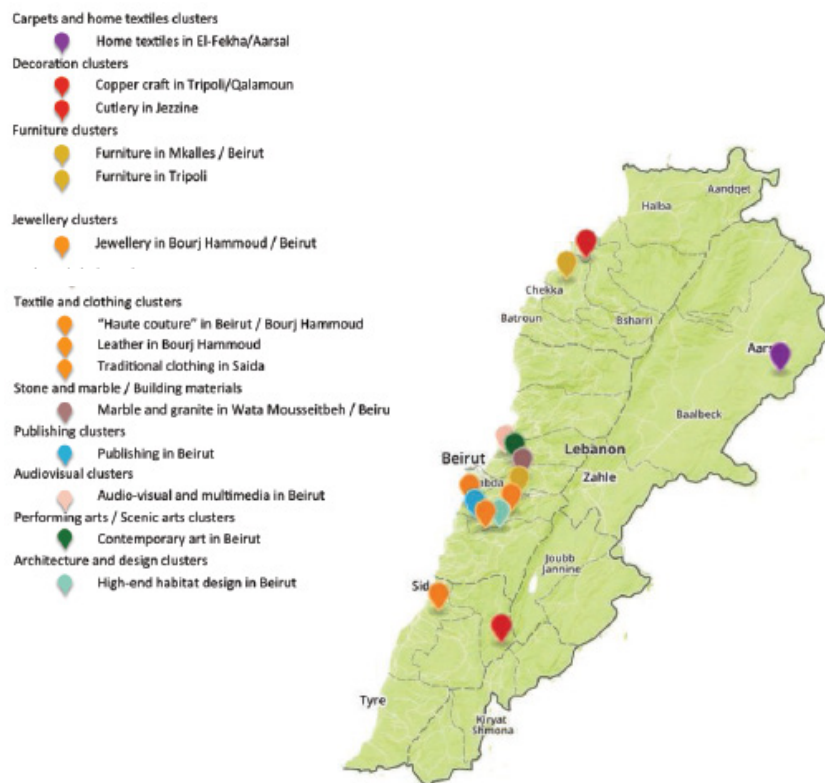 Carpets and home textiles clusters
Home textiles in El-Fekha/Aarsal
Decoration clusters
Copper craft in Tripoli/Qalamoun
Cutlery in Jezzine
Furniture clusters
Furniture in Mkalles / Beirut
Furniture in Tripoli
Jewellery clusters
Jewellery in Bourj Hammoud / Beirut
Textile and clothing clusters
"Haute couture" in Beirut / Bourj Hammoud
Leather in Bourj Hammoud
Traditional clothing in Saida
Stone and marble / Building materials
Marble and granite in Wata Mousseitbeh / Beiru
Publishing clusters
Publishing in Beirut
Audiovisual clusters
Audio-visual and multimedia in Beirut
Performing arts / Scenic arts clusters
Contemporary art in Beirut
Architecture and design clusters
High-end habitat design in Beirut
Aandqet
Halba
Chekka
Batroun
Bsharri
Aars
Baalbeck
Beirut
Lebanon
abda
Zahle
Joubb
Jannine
Sid
Tyre
Kiryat
Shmona